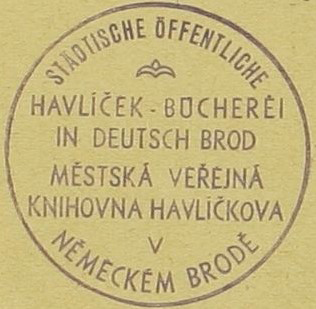 STÄDTISCHE ÖFFENTLICHE
HAVLÍČEK-BÜCHEREI
IN DEUTSCH BROD
MĚSTSKÁ VEŘEJNÁ
KNIHOVNA HAVLÍČKOVA
V
NĚMECKÉM BRODĚ